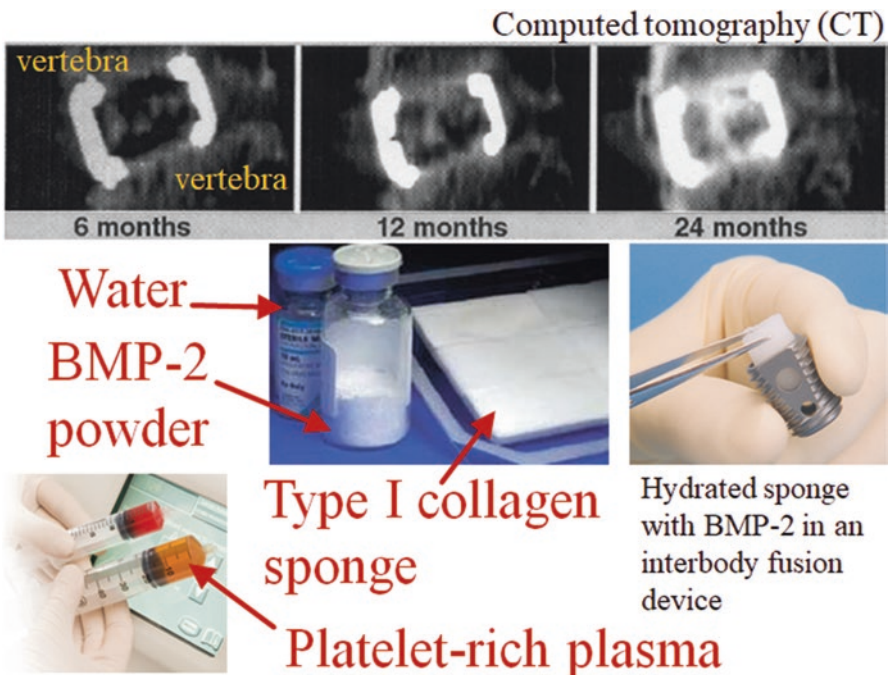 Computed tomography (CT)
vertebra
vertebra
6 months
12 months
24 months
Water
BMP-2
powder
Type I collagen
sponge
Hydrated sponge
with BMP-2 in an
interbody fusion
device
Platelet-rich plasma